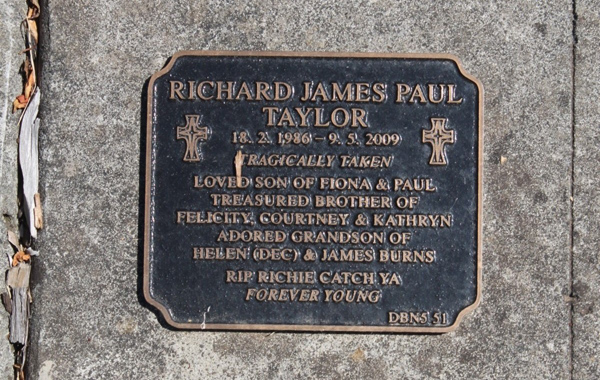 RICHARD JAMES PAUL
TAYLOR
18. 2. 1986 - 9. 5. 2009
TRAGICALLY TAKEN
LOVED SON OF FIONA & PAUL
TREASURED BROTHER OF
FELICITY, COURTNEY & KATHRYN
ADORED GRANDSON OF
HELEN (DEC) & JAMES BURNS
RIP RICHIE CATCH YA
FOREVER YOUNG
DBN5 51